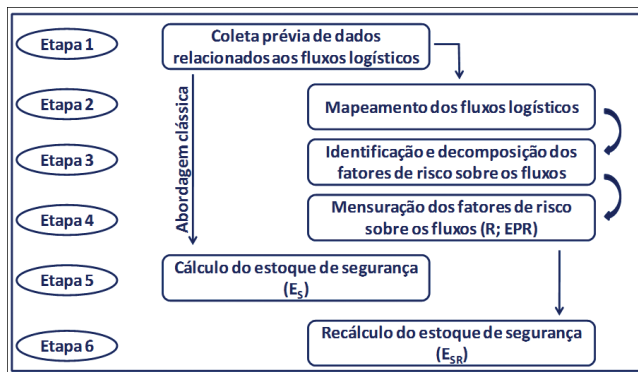 Etapa 1
Coleta prévia de dados
relacionados aos fluxos logísticos
Etapa 2
Mapeamento dos fluxos logísticos
Abordagem clássica
Etapa 3
Identificação e decomposição dos
fatores de risco sobre os fluxos
Etapa 4
Mensuração dos fatores de risco
sobre os fluxos (R; EPR)
Etapa 5
Cálculo do estoque de segurança
(ES)
Etapa 6
Recálculo do estoque de segurança
(ESR)